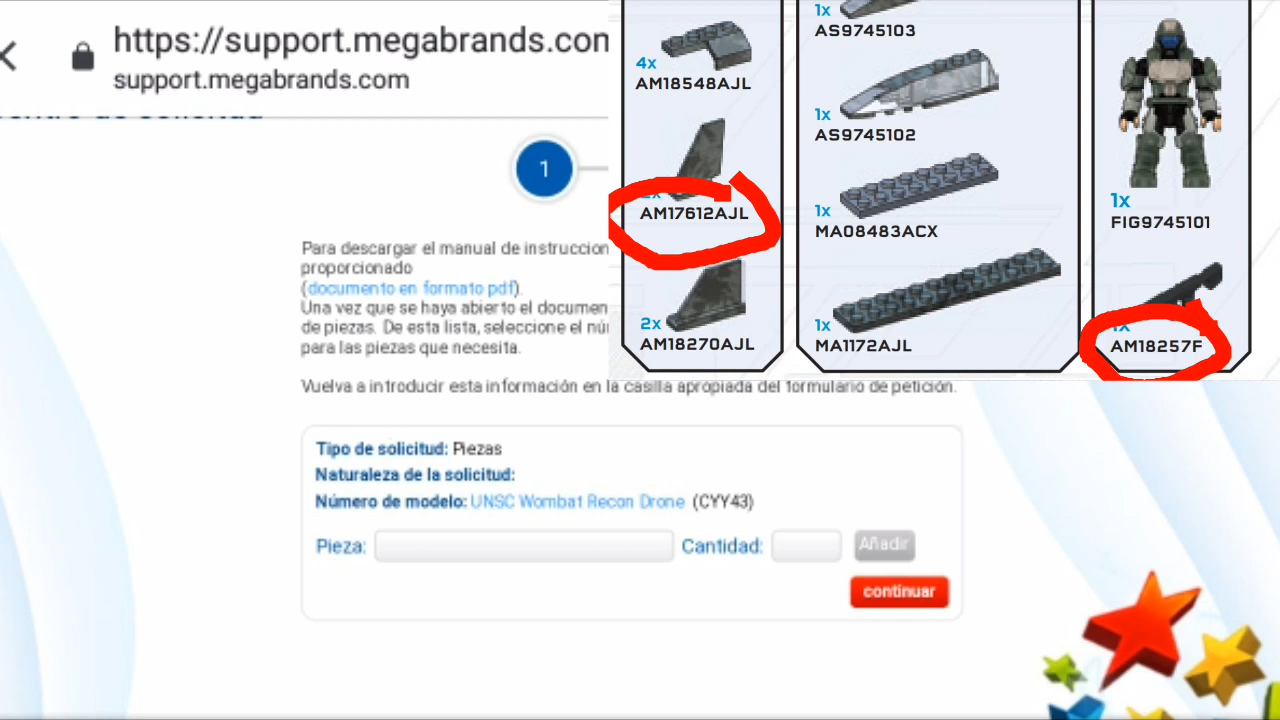 https://support.megabrands.con
support.megabrands.com
1
Para descargar el manual de instruccion
proporcionado
(documento en formato pdf).
Una vez que se haya abierto el documen
de piezas. De esta lista, seleccione el nú
para las piezas que necesita.
Vuelva a introducir esta información en la casilla apropiada del formulario de petición.
Tipo de solicitud: Piezas
Naturaleza de la solicitud:
Número de modelo: UNSC Wombat Recon Drone (CYY43)
Pieza:
Cantidad:
Añadir
continuar
4x
AM18548AJL
AM17612AJL
2x
AM18270AJL
1x
AS9745103
1x
AS9745102
1x
MA08483ACX
1x
MA1172AJL
1x
FIG9745101
1x
AM18257F